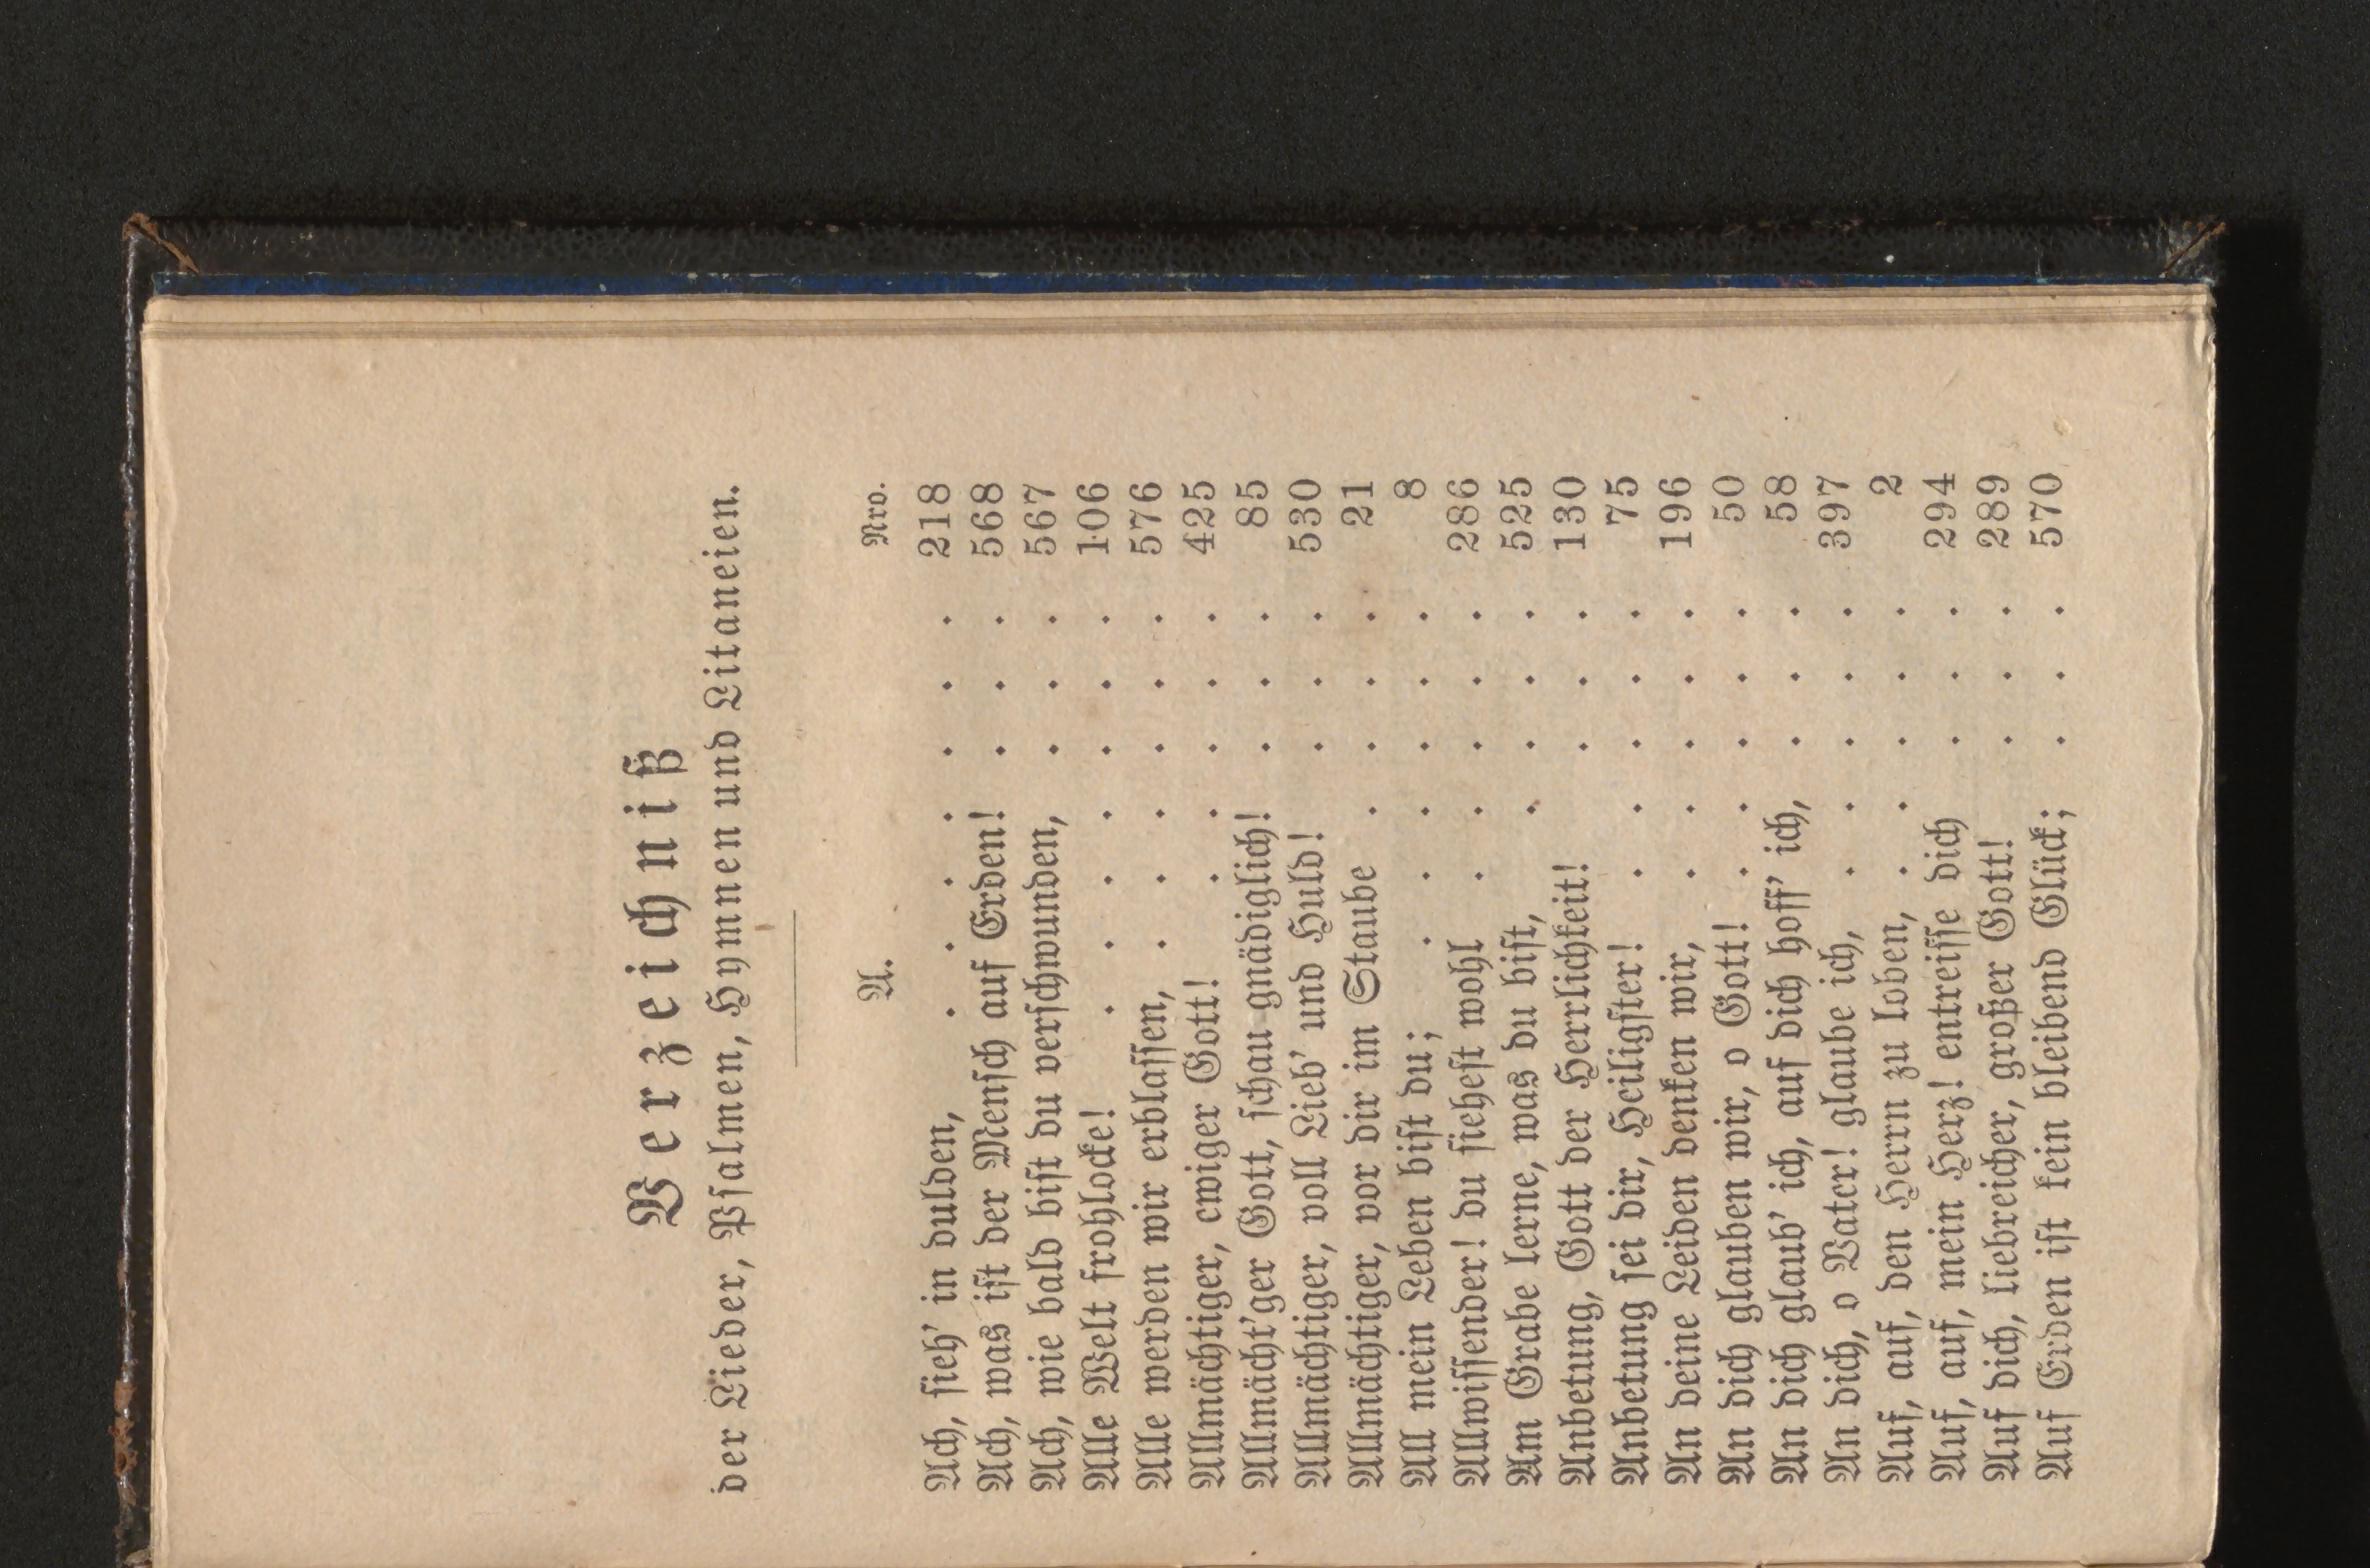 Verzeichniß
der Lieder, Psalmen, Hymnen und Litaneien.
A. Nro.
Ach, sieh' in dulden, . . . . . . . 218
Ach, was ist der Mensch auf Erden! . . . 568
Ach, wie bald bist du verschwunden, . . . 567
Alle Welt frohlocke! . . . . . . . 106
Alle werden wir erblassen, . . . . . . 576
Allmächtiger, ewiger Gott! . . . . . 425
Allmächt'ger Gott, schau gnädiglich! . . . 85
Allmächtiger, voll Lieb' und Huld! . . . 530
Allmächtiger, vor dir im Staube . . . . 21
All mein Leben bist du; . . . . . . 8
Allwissender! du siehest wohl . . . . . 286
Am Grabe lerne, was du bist, . . . . 525
Anbetung, Gott der Herrlichkeit! . . . 130
Anbetung sei dir, Heiligster! . . . . . 75
An deine Leiden denken wir, . . . . . 196
An dich glauben wir, o Gott! . . . . . 50
An dich glaub' ich, auf dich hoff' ich, . . . 58
An dich, o Vater! glaube ich, . . . . . 397
Auf, auf, den Herrn zu loben, . . . . . 2
Auf, auf, mein Herz! entreisse dich . . . 294
Auf dich, liebreicher, großer Gott! . . . 289
Auf Erden ist kein bleibend Glück; . . . 570